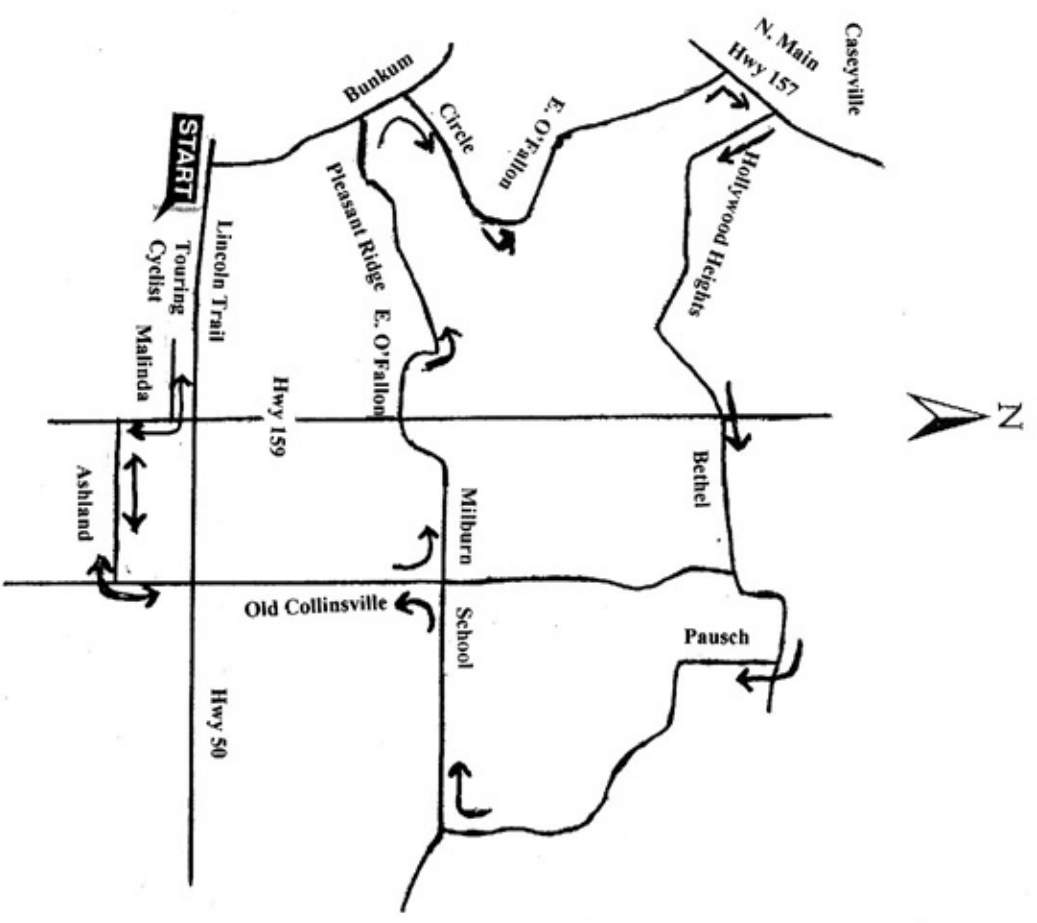 Caseyville
N. Main
Hwy 157
Hollywood Heights
E. O'Fallon
Circle
Bunkum
Pleasant Ridge
E. O'Fallon
START
Lincoln Trail
Touring
Cyclist
Malinda
Hwy 159
Ashland
Milburn
School
Old Collinsville
Bethel
Pausch
Hwy 50
N